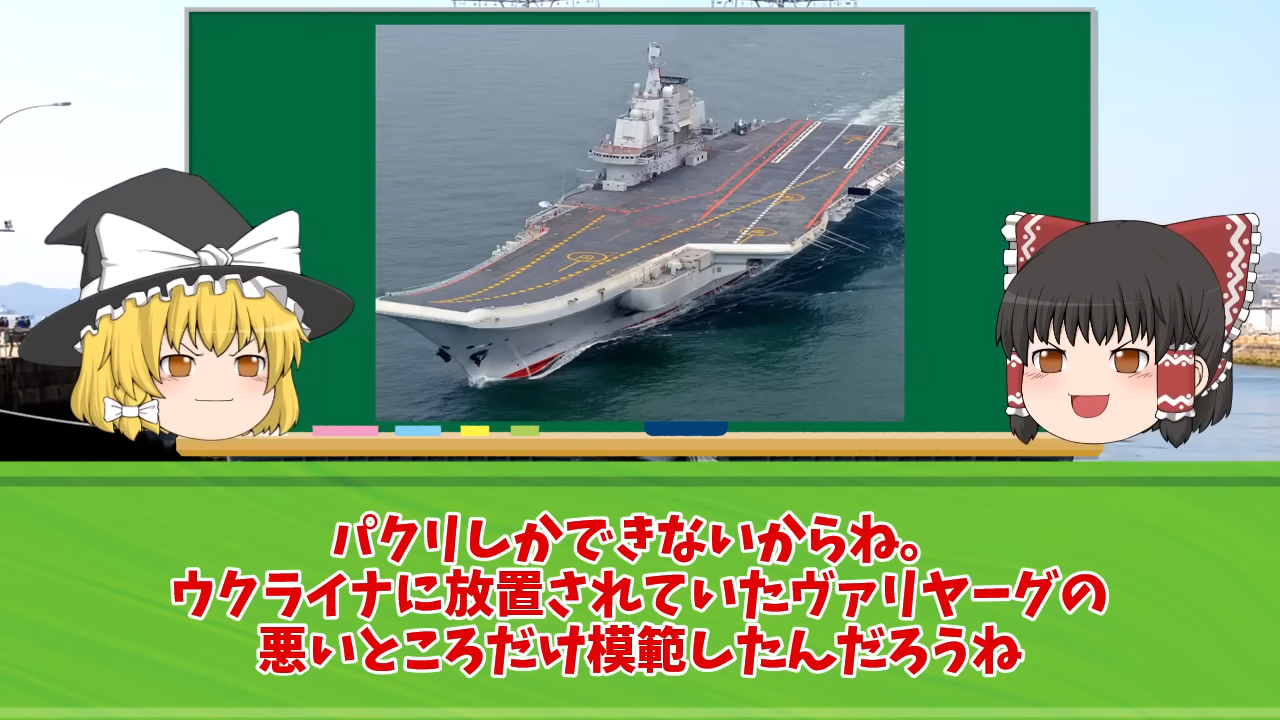 パクリしかできないからね。
ウクライナに放置されていたヴァリヤーグの
悪いところだけ模範したんだろうね